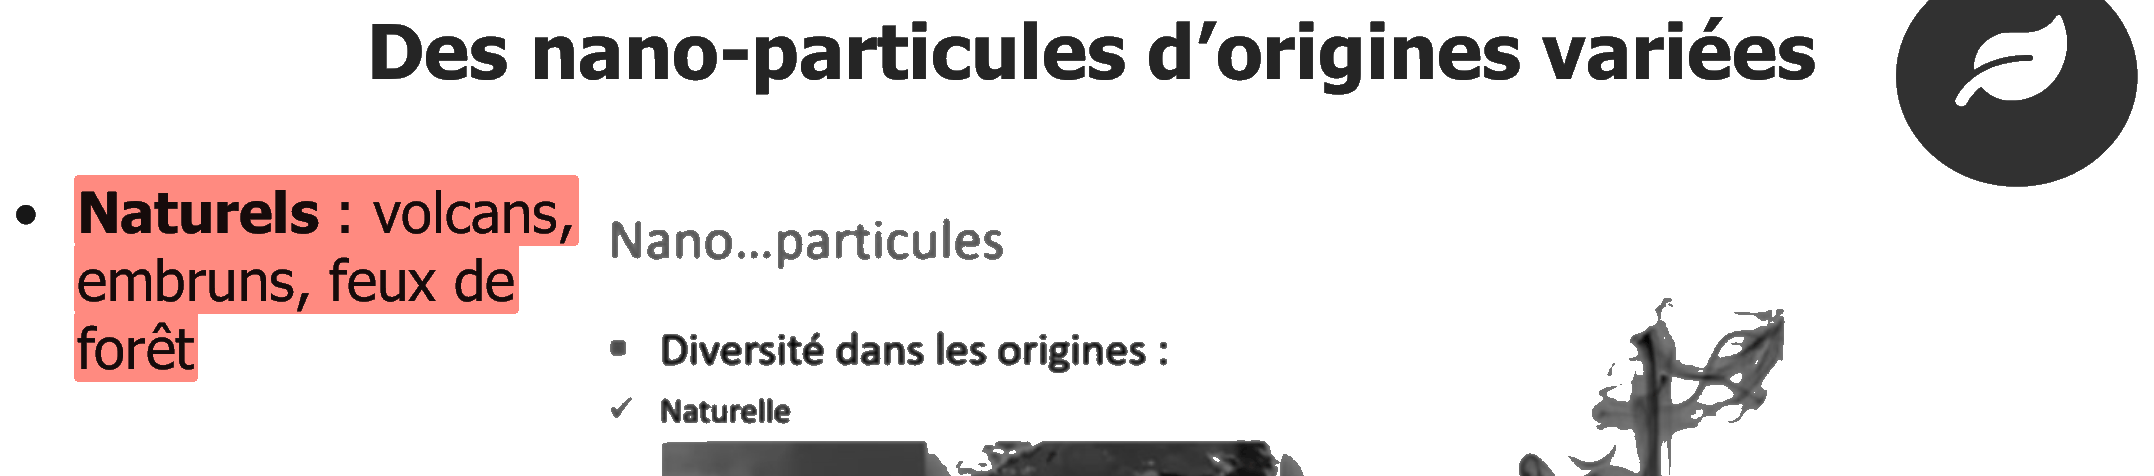 Des nano-particules d’origines variées
• Naturels : volcans,
embruns, feux de
forêt
Nano...particules
▪ Diversité dans les origines :
✓ Naturelle